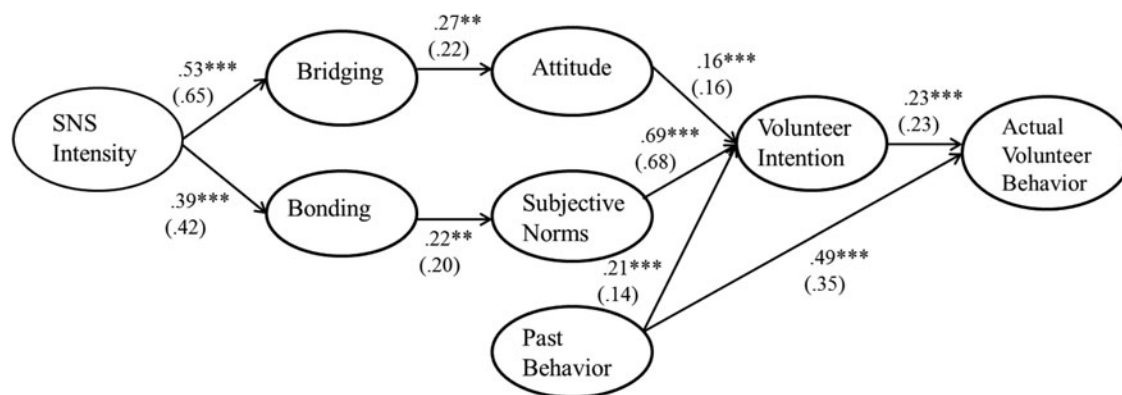 .27**
(.22)
.53***
(.65)
Bridging
Attitude
.16***
(.16)
SNS
Intensity
.69***
(.68)
Volunteer
Intention
.23***
(.23)
Actual
Volunteer
Behavior
.39***
(.42)
Bonding
.22**
(.20)
Subjective
Norms
.21***
(.14)
.49***
(.35)
Past
Behavior